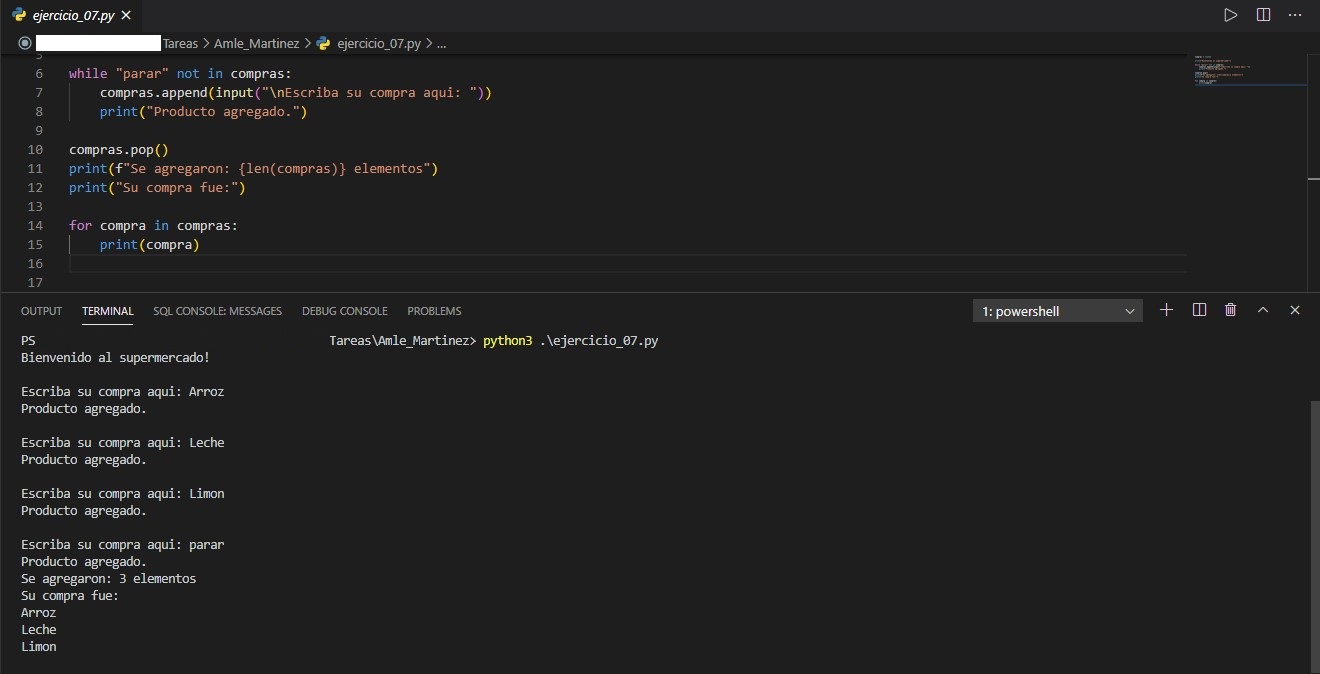 ejercicio_07.py
Tareas > Amle_Martinez > ejercicio_07.py > ...
5
6 while "parar" not in compras:
7 compras.append(input("\nEscriba su compra aqui: "))
8 print("Producto agregado.")
9
10 compras.pop()
11 print(f"Se agregaron: {len(compras)} elementos")
12 print("Su compra fue:")
13
14 for compra in compras:
15 print(compra)
16
17
OUTPUT TERMINAL SQL CONSOLE: MESSAGES DEBUG CONSOLE PROBLEMS 1: powershell
PS Tareas\Amle_Martinez> python3 .\ejercicio_07.py
Bienvenido al supermercado!
Escriba su compra aqui: Arroz
Producto agregado.
Escriba su compra aqui: Leche
Producto agregado.
Escriba su compra aqui: Limon
Producto agregado.
Escriba su compra aqui: parar
Producto agregado.
Se agregaron: 3 elementos
Su compra fue:
Arroz
Leche
Limon